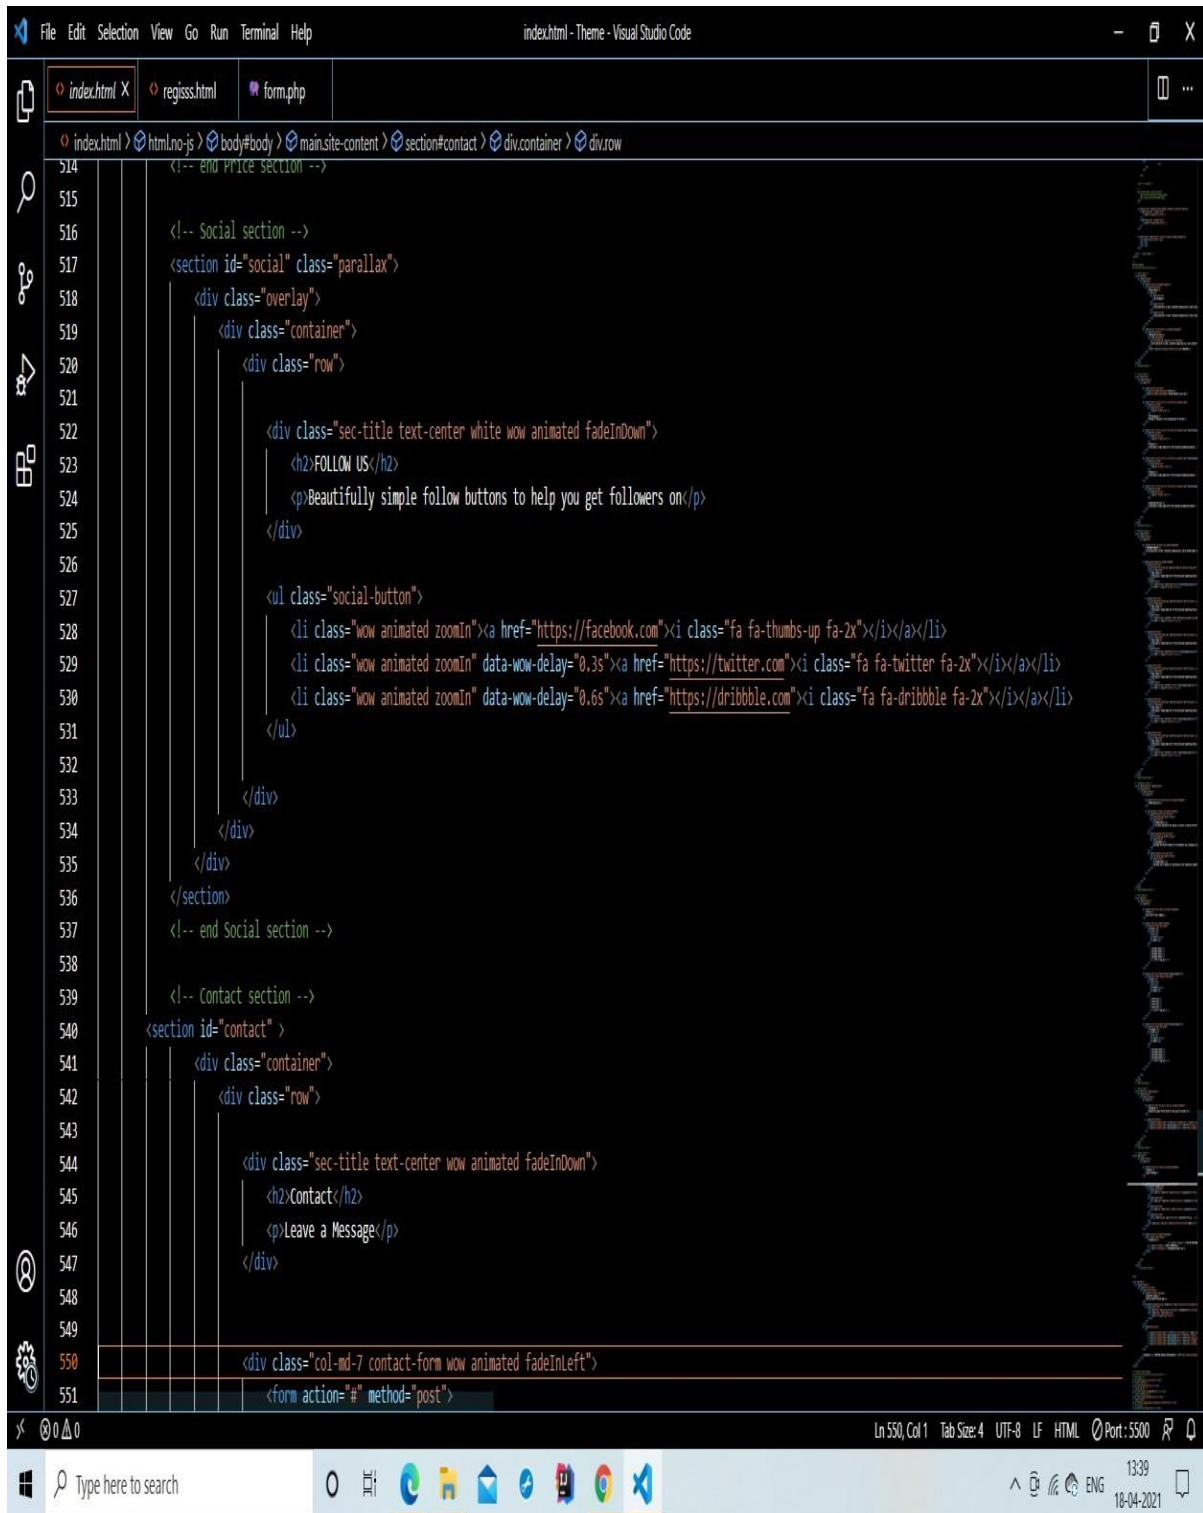 File Edit Selection View Go Run Terminal Help index.html - Theme - Visual Studio Code
index.html regisss.html form.php
index.html > html.no-js > body#body > main.site-content > section#contact > div.container > div.row
514 <!-- end Price section -->
515
516 <!-- Social section -->
517 <section id="social" class="parallax">
518 <div class="overlay">
519 <div class="container">
520 <div class="row">
521
522 <div class="sec-title text-center white wow animated fadeInDown">
523 <h2>FOLLOW US</h2>
524 <p>Beautifully simple follow buttons to help you get followers on</p>
525 </div>
526
527 <ul class="social-button">
528 <li class="wow animated zoomIn"><a href="https://facebook.com"><i class="fa fa-thumbs-up fa-2x"></i></a></li>
529 <li class="wow animated zoomIn" data-wow-delay="0.3s"><a href="https://twitter.com"><i class="fa fa-twitter fa-2x"></i></a></li>
530 <li class="wow animated zoomIn" data-wow-delay="0.6s"><a href="https://dribbble.com"><i class="fa fa-dribbble fa-2x"></i></a></li>
531 </ul>
532
533 </div>
534 </div>
535 </div>
536 </section>
537 <!-- end Social section -->
538
539 <!-- Contact section -->
540 <section id="contact" >
541 <div class="container">
542 <div class="row">
543
544 <div class="sec-title text-center wow animated fadeInDown">
545 <h2>Contact</h2>
546 <p>Leave a Message</p>
547 </div>
548
549
550 <div class="col-md-7 contact-form wow animated fadeInLeft">
551 <form action="#" method="post">
0 0 Ln 550, Col 1 Tab Size: 4 UTF-8 LF HTML Port : 5500
Type here to search ENG 13:39
18-04-2021